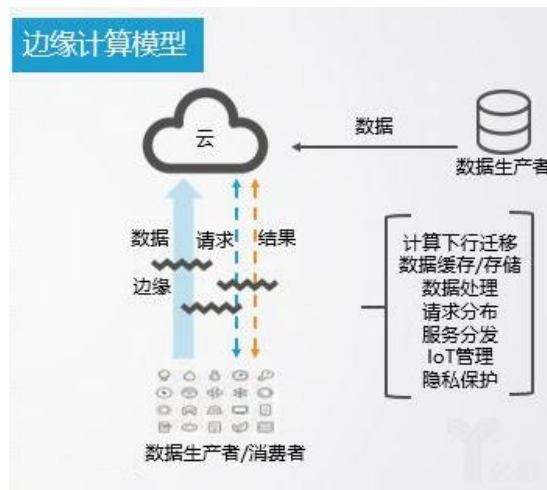 边缘计算模型
云
数据
数据生产者
数据
请求
结果
边缘
计算下行迁移
数据缓存/存储
数据处理
请求分布
服务分发
IoT管理
隐私保护
数据生产者/消费者